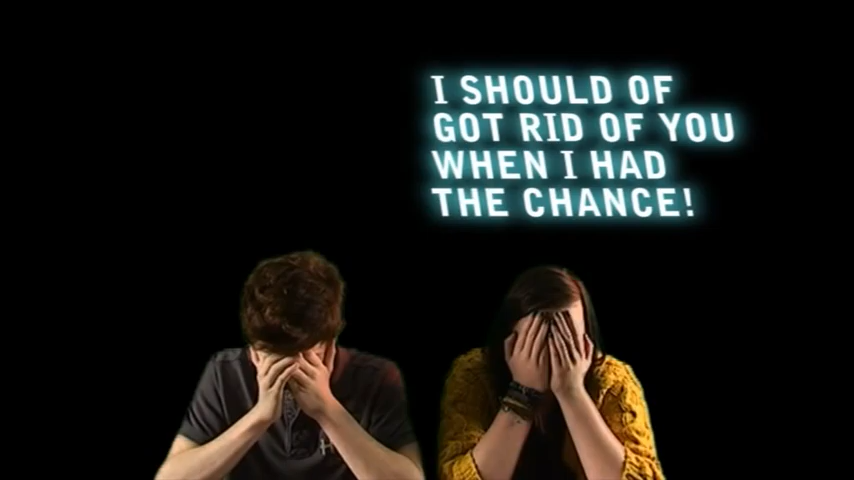 I SHOULD OF
GOT RID OF YOU
WHEN I HAD
THE CHANCE!